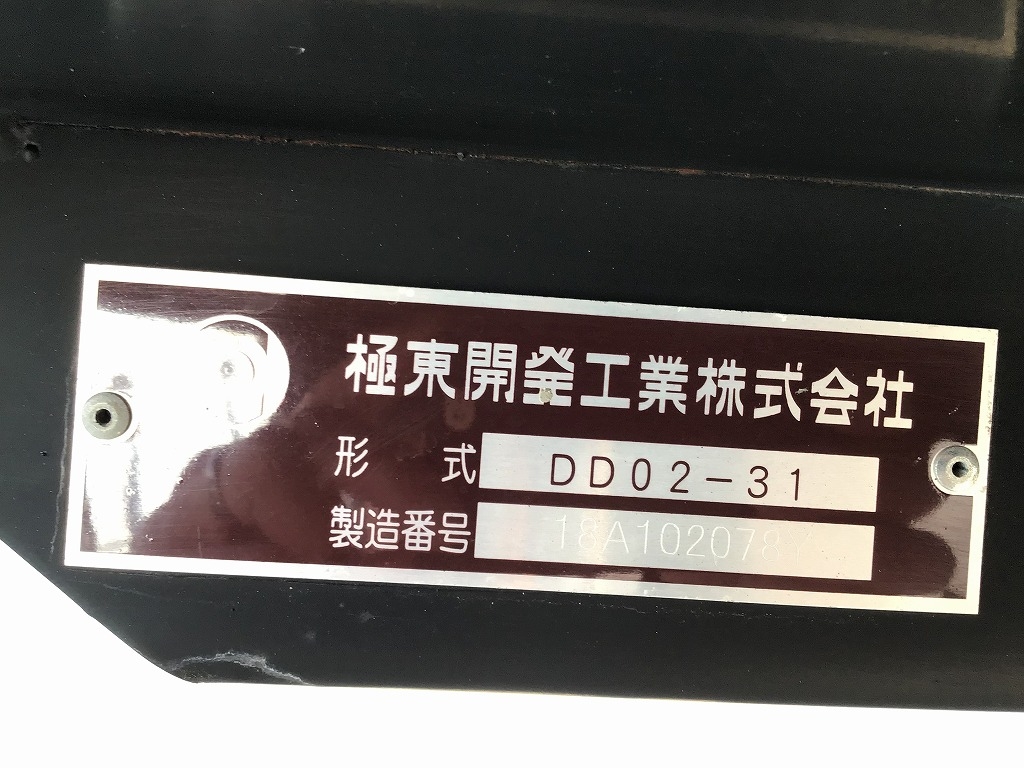 極東開発工業株式会社
形 式 DD02-31
製造番号